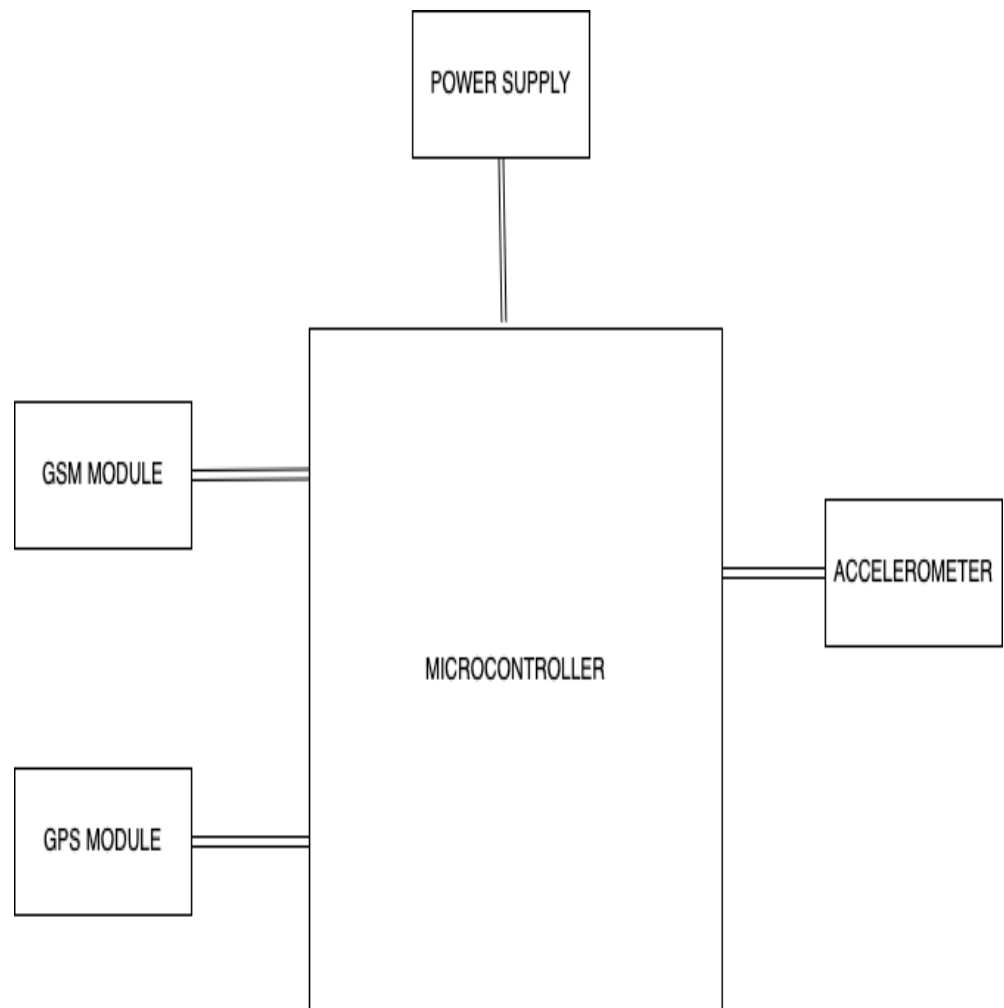 POWER SUPPLY
GSM MODULE
ACCELEROMETER
MICROCONTROLLER
GPS MODULE